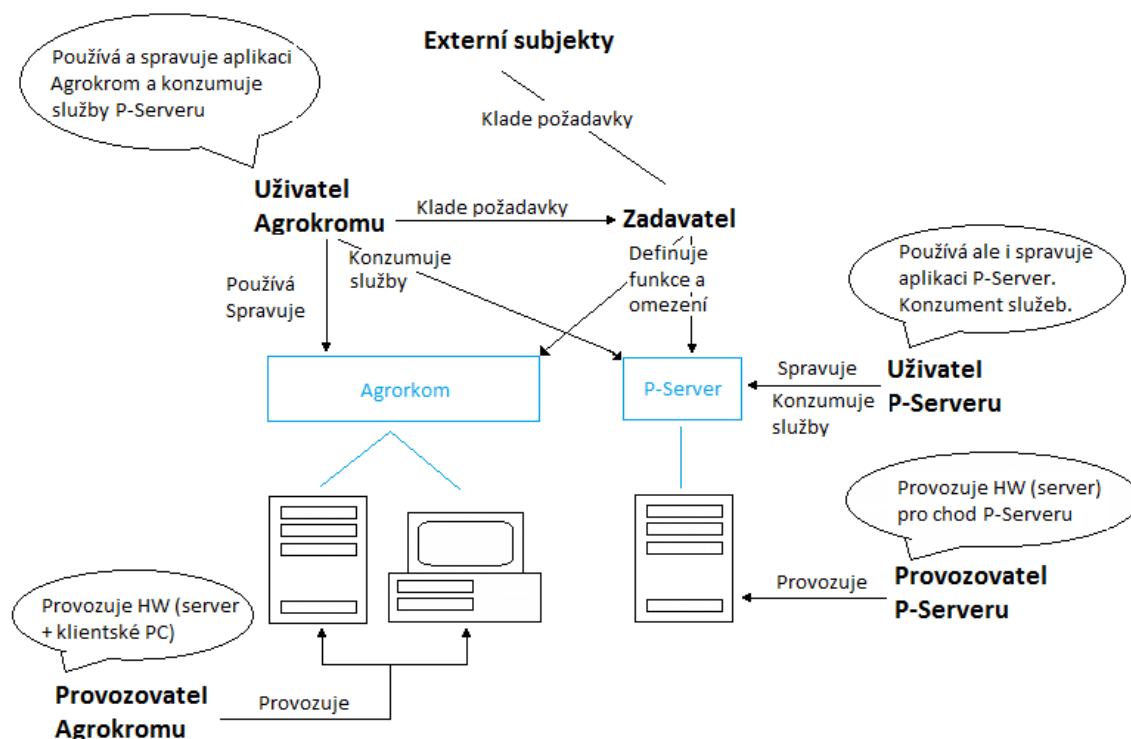 Externí subjekty
Používá a spravuje aplikaci
Agrokrom a konzumuje
služby P-Serveru
Klade požadavky
Uživatel
Agrokromu
Klade požadavky
Zadavatel
Konzumuje
služby
Definuje
funkce a
omezení
Používá
Spravuje
Používá ale i spravuje
aplikaci P-Server.
Konzument služeb.
Agrorkom
P-Server
Spravuje
Konzumuje
služby
Uživatel
P-Serveru
Provozuje HW (server)
pro chod P-Serveru
Provozuje
Provozovatel
P-Serveru
Provozuje HW (server
+ klientské PC)
Provozovatel
Agrokromu
Provozuje